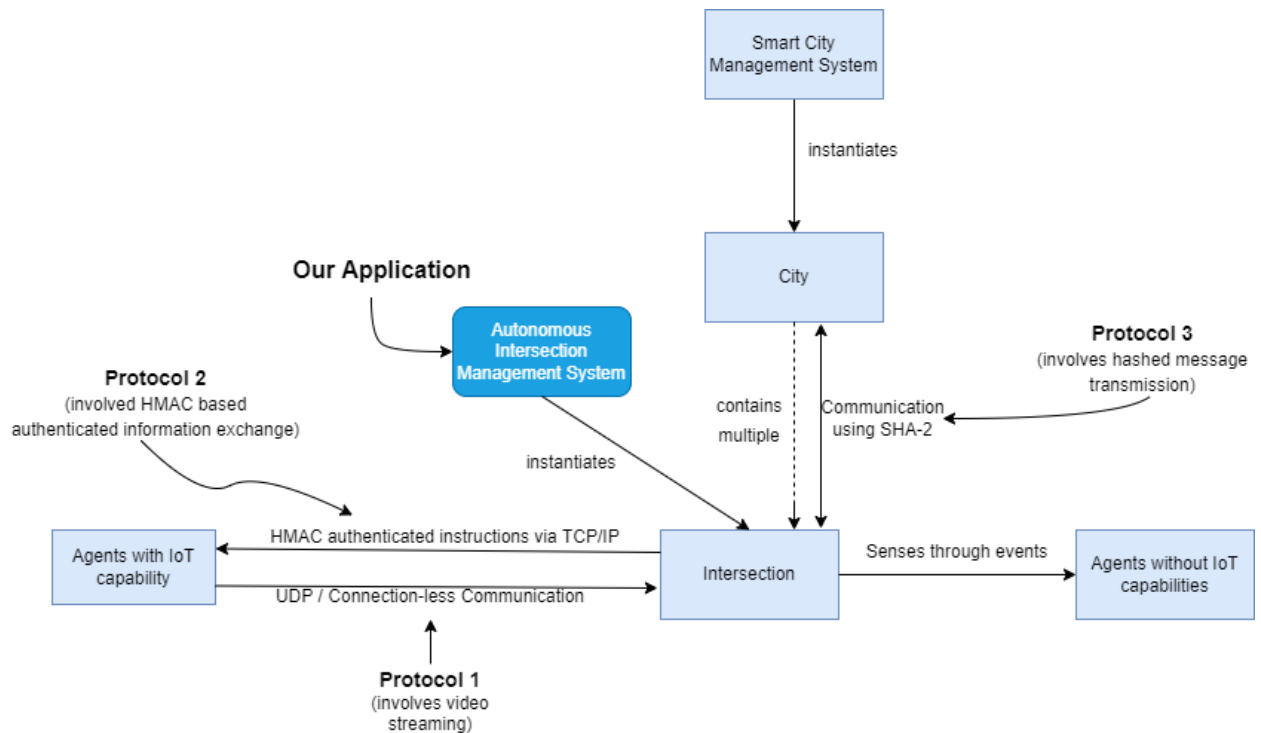 Smart City
Management System
instantiates
City
Our Application
Autonomous
Intersection
Management System
Protocol 3
(involves hashed message
transmission)
Protocol 2
(involved HMAC based
authenticated information exchange)
contains
multiple
Communication
using SHA-2
instantiates
HMAC authenticated instructions via TCP/IP
Agents with IoT
capability
UDP / Connection-less Communication
Intersection
Senses through events
Agents without IoT
capabilities
Protocol 1
(involves video
streaming)